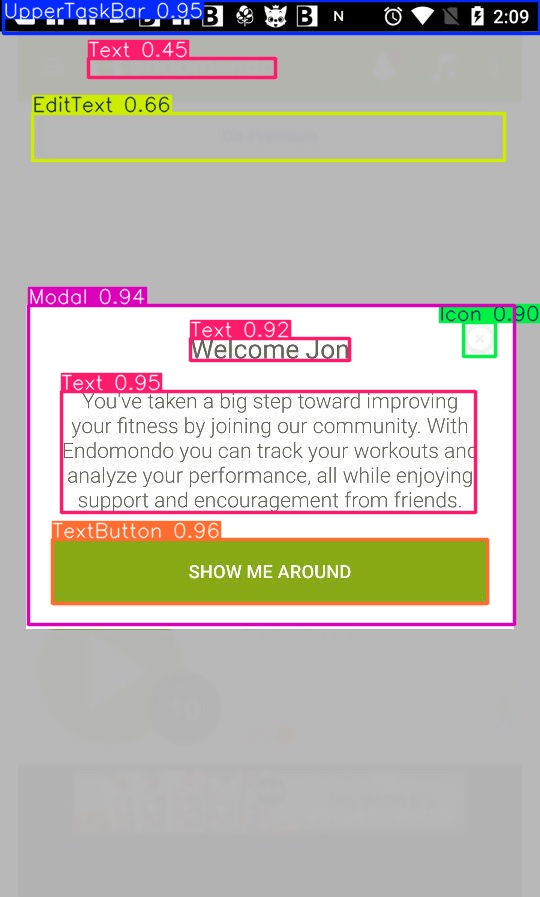 UpperTaskBar 0.95
B
B
B
N
2:09
Text 0.45
EditText 0.66
Modal 0.94
Icon 0.90
Text 0.92
Welcome Jon
Text 0.95
You've taken a big step toward improving
your fitness by joining our community. With
Endomondo you can track your workouts and
analyze your performance, all while enjoying
support and encouragement from friends.
TextButton 0.96
SHOW ME AROUND